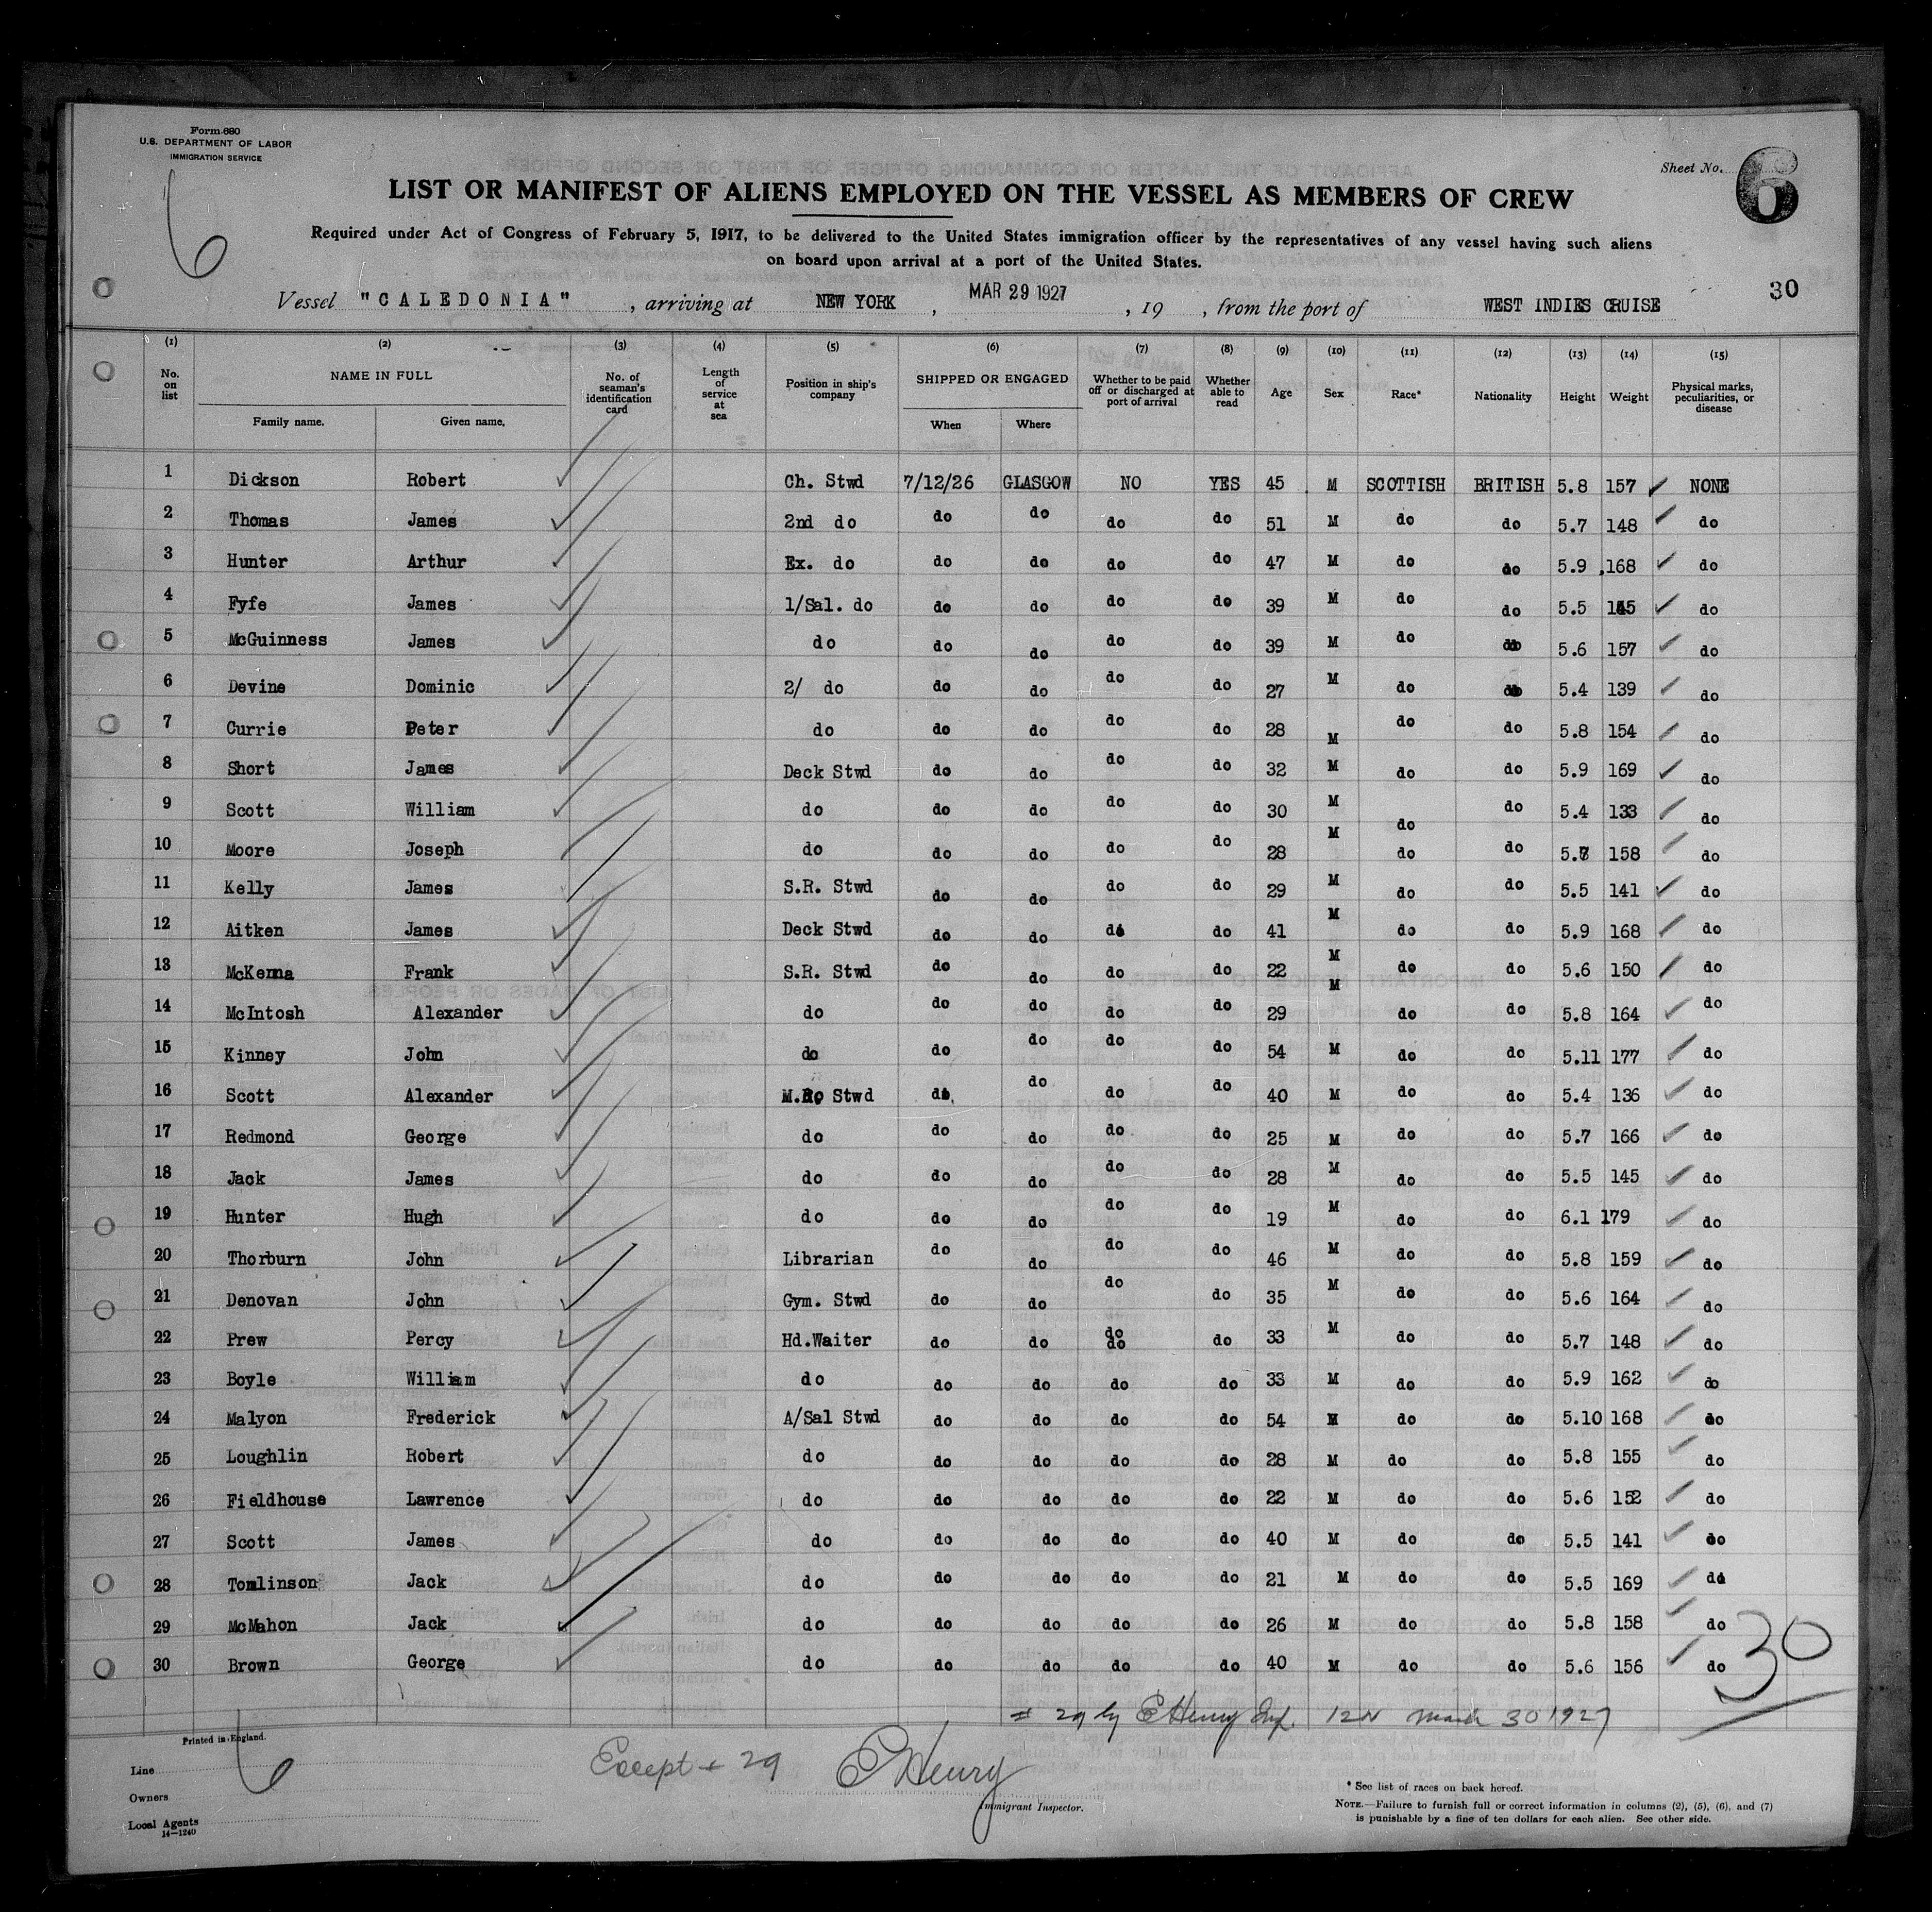 Form 680
U.S. DEPARTMENT OF LABOR
IMMIGRATION SERVICE
6
Sheet No. 6
LIST OR MANIFEST OF ALIENS EMPLOYED ON THE VESSEL AS MEMBERS OF CREW
Required under Act of Congress of February 5, 1917, to be delivered to the United States immigration officer by the representatives of any vessel having such aliens
on board upon arrival at a port of the United States.
30
Vessel "CALEDONIA", arriving at NEW YORK, MAR 29 1927, 19 , from the port of WEST INDIES CRUISE
(1) (2) (3) (4) (5) (6) (7) (8) (9) (10) (11) (12) (13) (14) (15)
No. on list NAME IN FULL Family name. Given name. No. of seaman's identification card Length of service at sea Position in ship's company SHIPPED OR ENGAGED When Where Whether to be paid off or discharged at port of arrival Whether able to read Age Sex Race* Nationality Height Weight Physical marks, peculiarities, or disease
1 Dickson Robert Ch. Stwd 7/12/26 GLASGOW NO YES 45 M SCOTTISH BRITISH 5.8 157 NONE
2 Thomas James 2nd do do do do do 51 M do do 5.7 148 do
3 Hunter Arthur Ex. do do do do do 47 M do do 5.9 168 do
4 Fyfe James 1/Sal. do do do do do 39 M do do 5.5 do
5 McGuinness James do do do do do 39 M do do 5.6 157 do
6 Devine Dominic 2/ do do do do do 27 M do do 5.4 139 do
7 Currie Peter do do do do do 28 M do do 5.8 154 do
8 Short James Deck Stwd do do do do 32 M do do 5.9 169 do
9 Scott William do do do do do 30 M do do 5.4 133 do
10 Moore Joseph do do do do do 28 M do do 158 do
11 Kelly James S.R. Stwd do do do do 29 M do do 5.5 141 do
12 Aitken James Deck Stwd do do do do 41 M do do 5.9 168 do
13 McKenna Frank S.R. Stwd do do do do 22 M do do 5.6 150 do
14 McIntosh Alexander do do do do do 29 M do do 5.8 164 do
15 Kinney John do do do do do 54 M do do 5.11 177 do
16 Scott Alexander M.R. Stwd do do do do 40 M do do 5.4 136 do
17 Redmond George do do do do do 25 M do do 5.7 166 do
18 Jack James do do do do do 28 M do do 5.5 145 do
19 Hunter Hugh do do do do do 19 M do do 6.1 179 do
20 Thorburn John Librarian do do do do 46 M do do 5.8 159 do
21 Denovan John Gym. Stwd do do do do 35 M do do 5.6 164 do
22 Prew Percy Hd.Waiter do do do do do 33 M do do 5.7 148 do
23 Boyle William do do do do do 33 M do do 5.9 162 do
24 Malyon Frederick A/Sal Stwd do do do do 54 M do do 5.10 168 do
25 Loughlin Robert do do do do do 28 M do do 5.8 155 do
26 Fieldhouse Lawrence do do do do do 22 M do do 5.6 152 do
27 Scott James do do do do do 40 M do do 5.5 141 do
28 Tomlinson Jack do do do do do 21 M do do 5.5 169 do
29 McMahon Jack do do do do do 26 M do do 5.8 158 do
30 Brown George do do do do do 40 M do do 5.6 156 do
30
# 29 by E Henry Insp. 12N March 30 1927
Printed in England.
6
Line
Owners
Local Agents
14—1240
Except # 29 E Henry
Immigrant Inspector.
* See list of races on back hereof.
NOTE.—Failure to furnish full or correct information in columns (2), (5), (6), and (7)
is punishable by a fine of ten dollars for each alien. See other side.